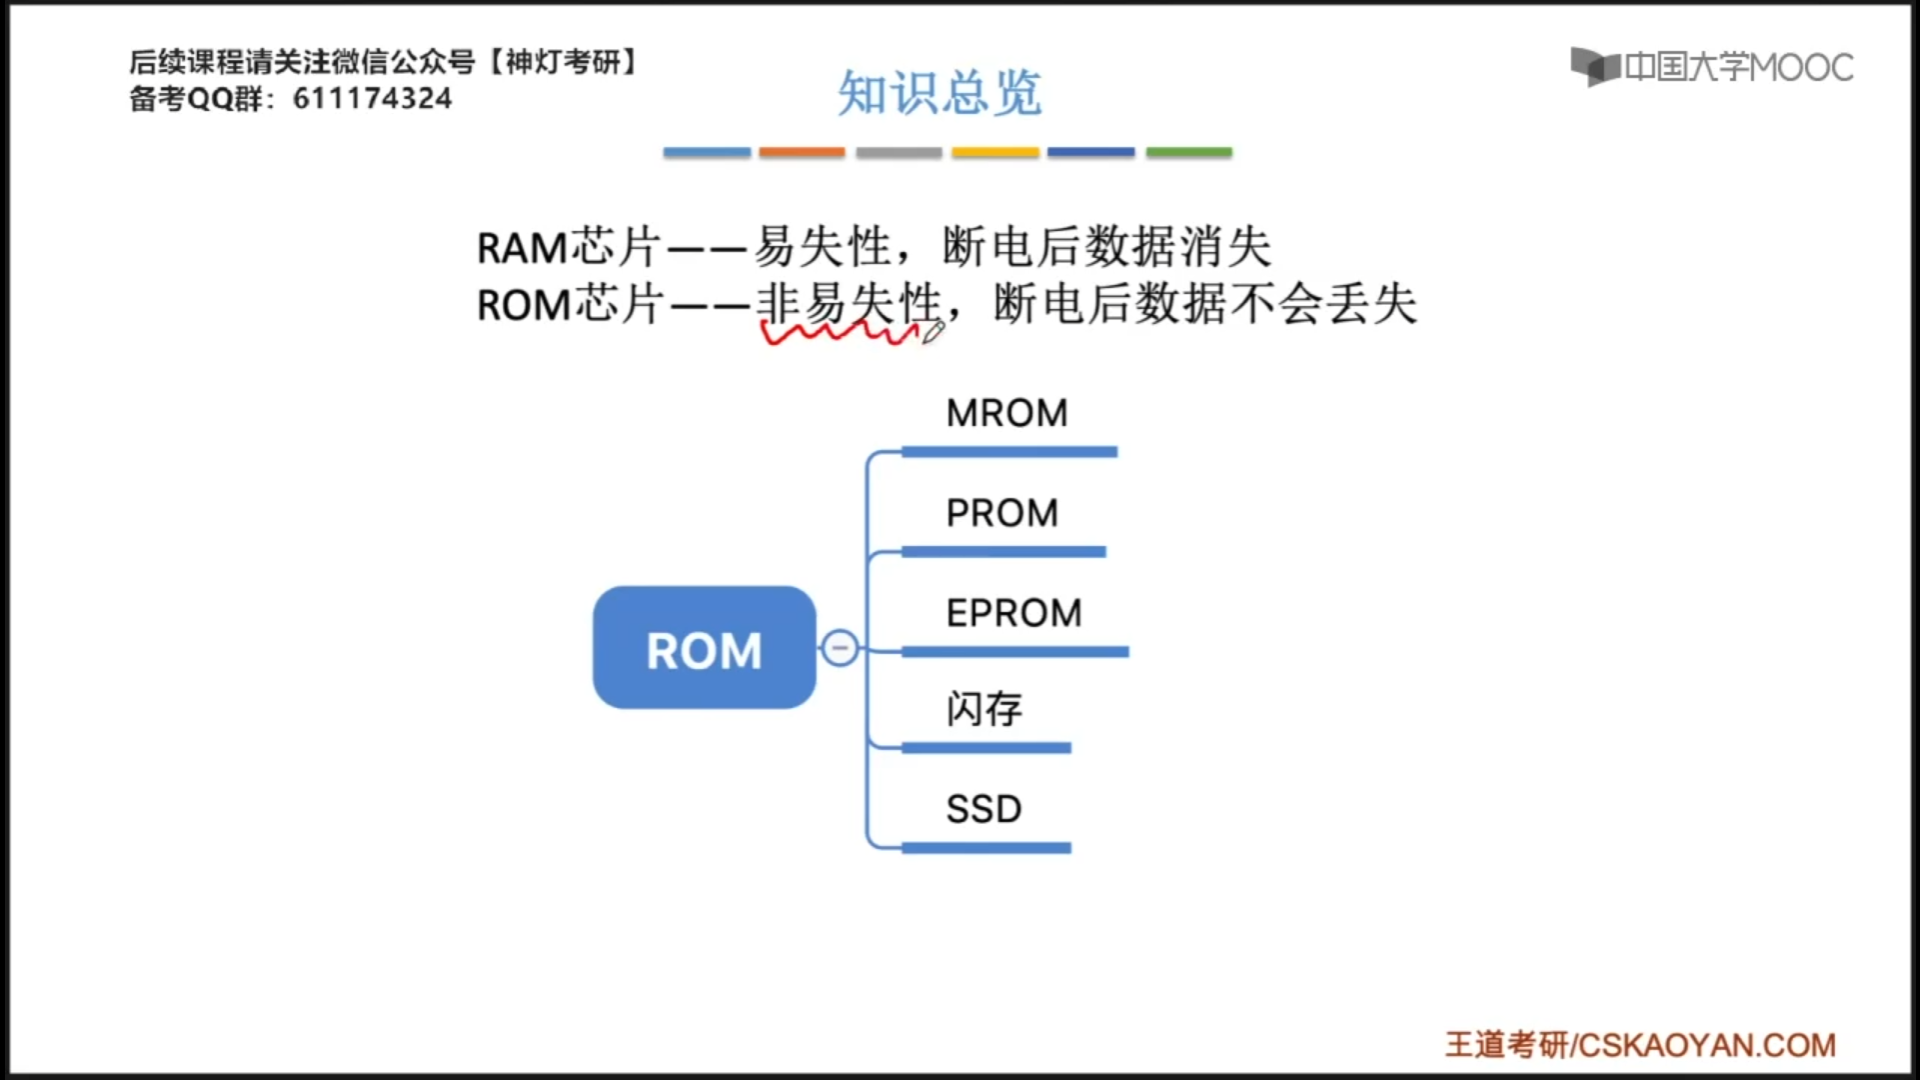 后续课程请关注微信公众号【神灯考研】
备考QQ群：611174324
中国大学MOOC
知识总览
RAM芯片——易失性，断电后数据消失
ROM芯片——非易失性，断电后数据不会丢失
MROM
PROM
EPROM
ROM
闪存
SSD
王道考研/CSKAOYAN.COM